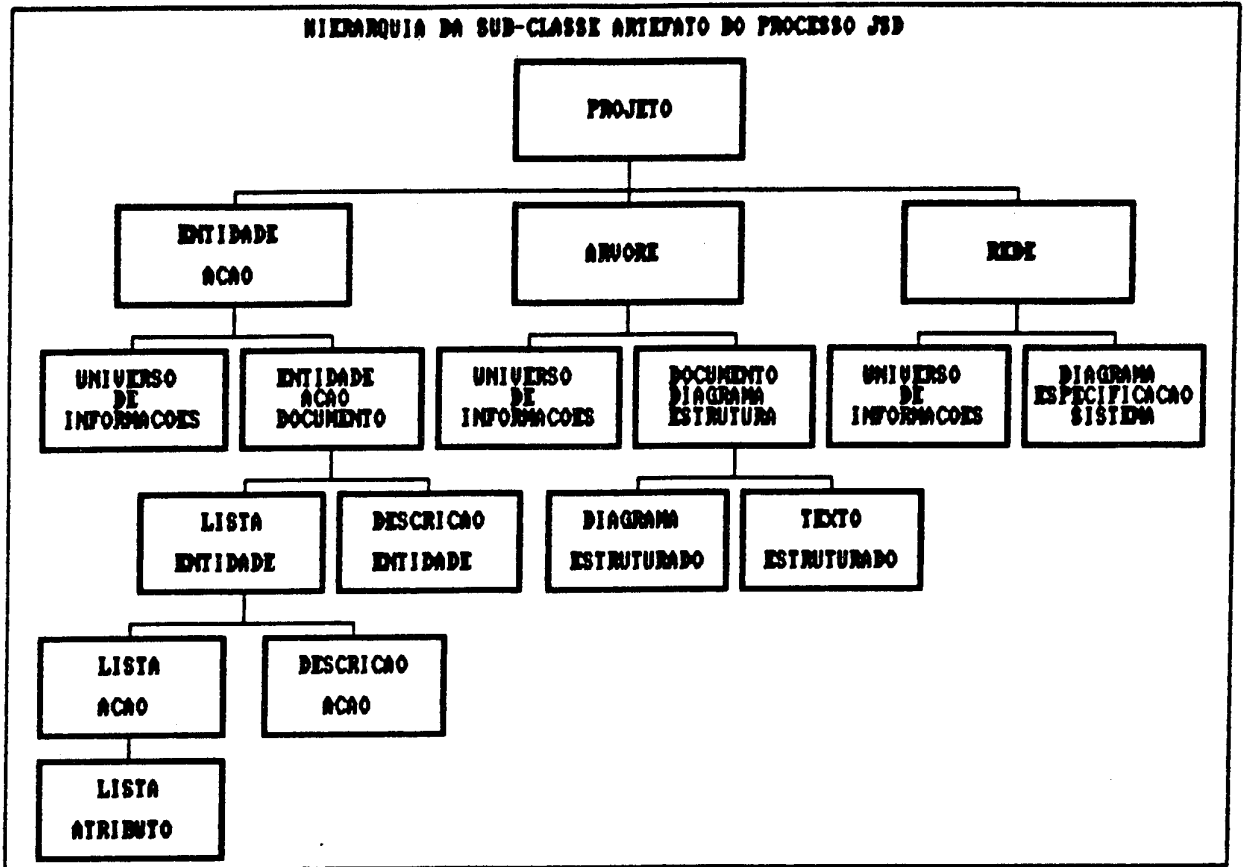 HIERARQUIA DA SUB-CLASSE ARTEFATO DO PROCESSO JSD
PROJETO
ENTIDADE
ACAO
ARVORE
REDE
UNIVERSO
DE
INFORMACOES
ENTIDADE
ACAO
DOCUMENTO
UNIVERSO
DE
INFORMACOES
DOCUMENTO
DIAGRAMA
ESTRUTURA
UNIVERSO
DE
INFORMACOES
DIAGRAMA
ESPECIFICACAO
SISTEMA
LISTA
ENTIDADE
DESCRICAO
ENTIDADE
DIAGRAMA
ESTRUTURADO
TEXTO
ESTRUTURADO
LISTA
ACAO
DESCRICAO
ACAO
LISTA
ATRIBUTO